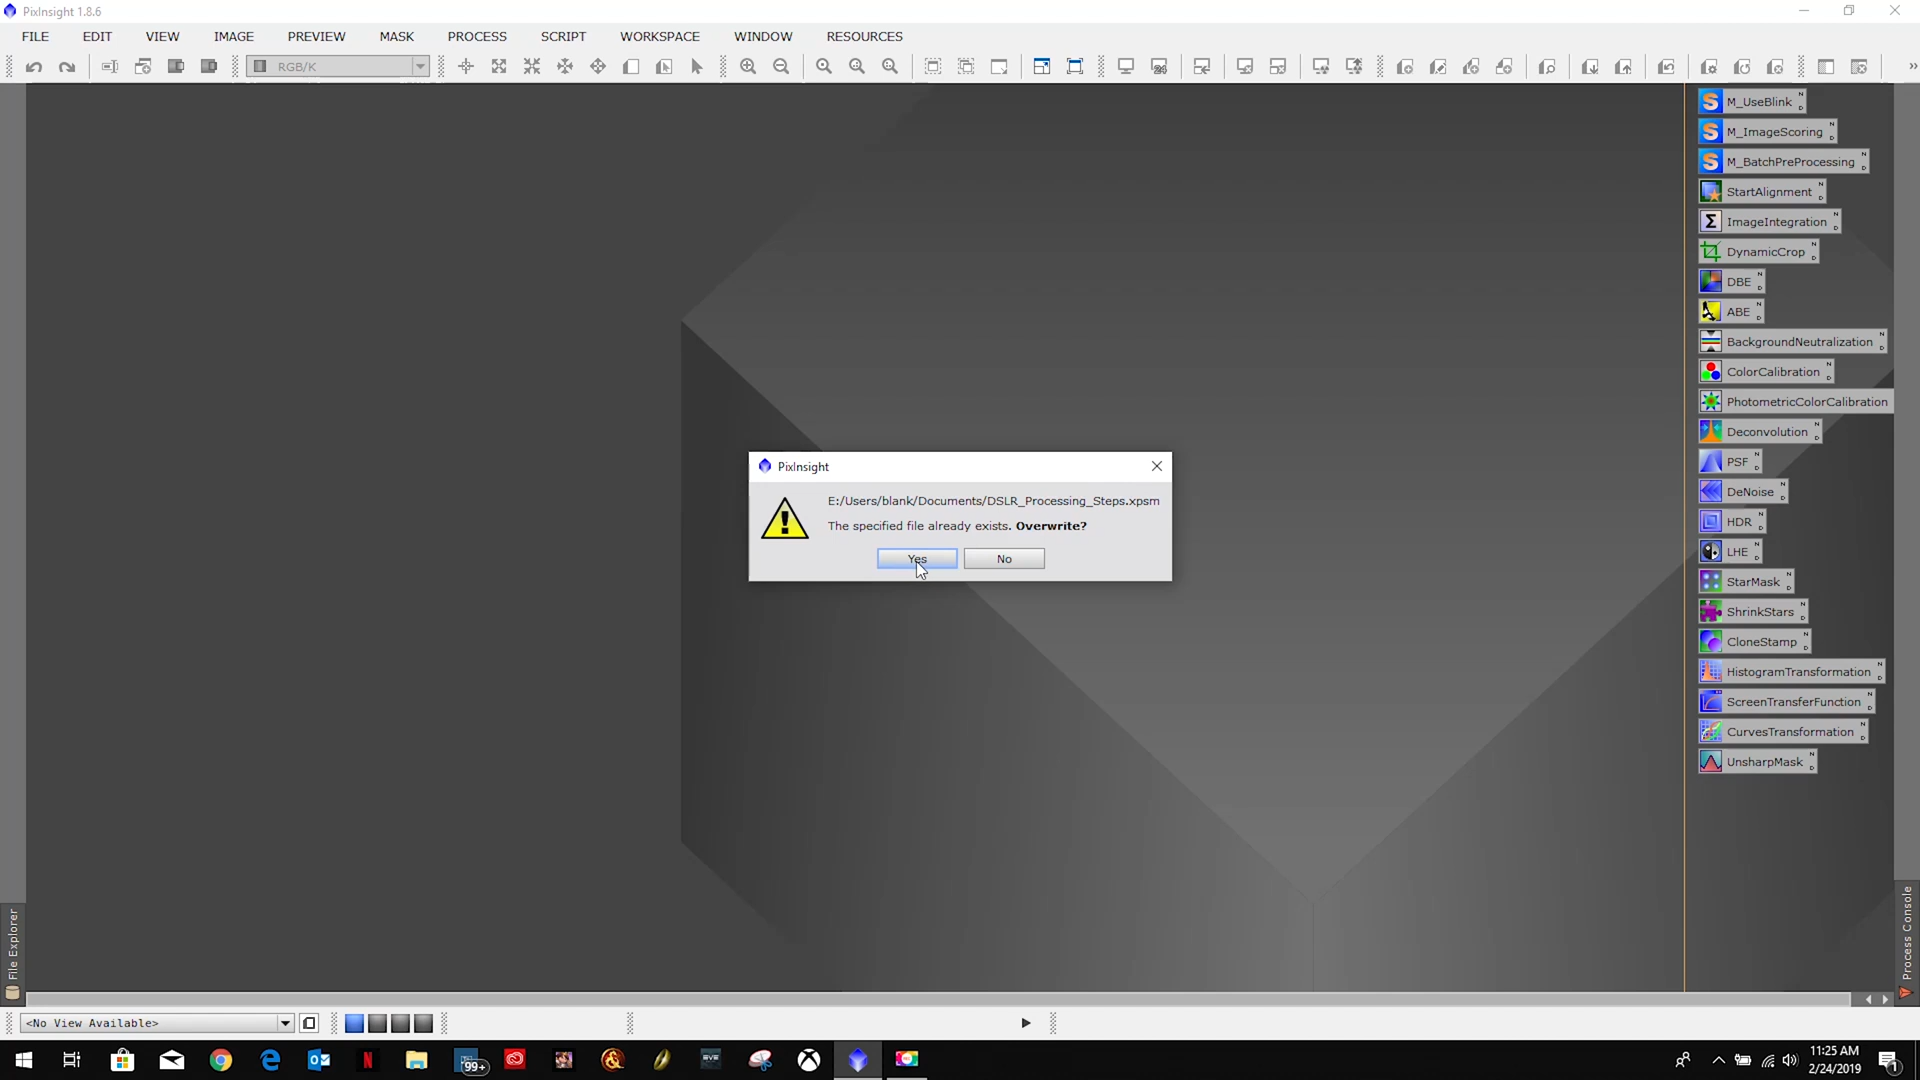 PixInsight 1.8.6
FILE EDIT VIEW IMAGE PREVIEW MASK PROCESS SCRIPT WORKSPACE WINDOW RESOURCES
RGB/K
M_UseBlink
M_ImageScoring
M_BatchPreProcessing
StartAlignment
ImageIntegration
DynamicCrop
DBE
ABE
BackgroundNeutralization
ColorCalibration
PhotometricColorCalibration
Deconvolution
PSF
DeNoise
HDR
LHE
StarMask
ShrinkStars
CloneStamp
HistogramTransformation
ScreenTransferFunction
CurvesTransformation
UnsharpMask
PixInsight
E:/Users/blank/Documents/DSLR_Processing_Steps.xpsm
The specified file already exists. Overwrite?
Yes No
File Explorer
Process Console
<No View Available>
99+
11:25 AM
2/24/2019
1